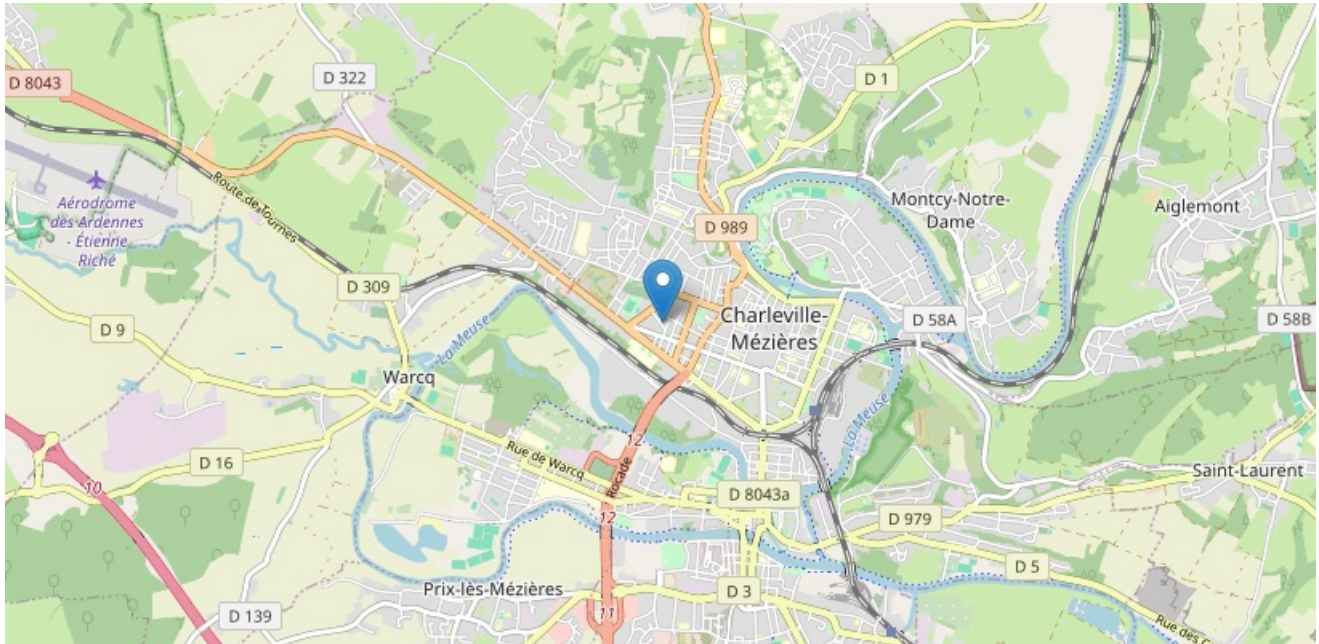 D 8043
D 322
D 1
Aérodrome
des Ardennes
- Étienne
Riché
Route de Tournes
Montcy-Notre-
Dame
Aiglemont
D 989
D 309
D 9
La Meuse
Charleville-
Mézières
D 58A
D 58B
Warcq
La Meuse
D 16
10
Rue de Warcq
12
Rocade
12
D 8043a
Saint-Laurent
D 979
Prix-lès-Mézières
D 3
D 5
D 139
11
Rue des